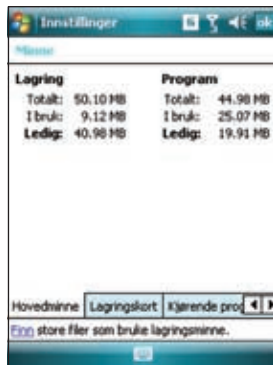 Innstillinger ok
Minne
Lagring Program
Totalt: 50.10 MB Totalt: 44.98 MB
I bruk: 9.12 MB I bruk: 25.07 MB
Ledig: 40.98 MB Ledig: 19.91 MB
Hovedminne Lagringskort Kjørende prog
Finn store filer som bruke lagringsminne.